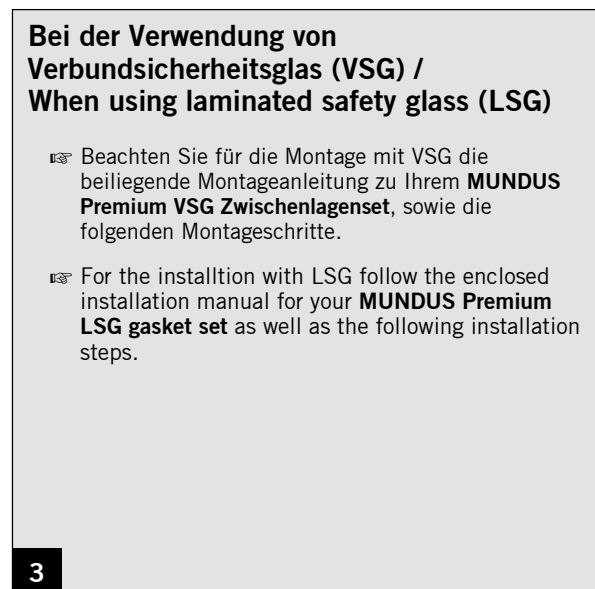 Bei der Verwendung von
Verbundsicherheitsglas (VSG) /
When using laminated safety glass (LSG)
☞ Beachten Sie für die Montage mit VSG die
beiliegende Montageanleitung zu Ihrem MUNDUS
Premium VSG Zwischenlagenset, sowie die
folgenden Montageschritte.
☞ For the installtion with LSG follow the enclosed
installation manual for your MUNDUS Premium
LSG gasket set as well as the following installation
steps.
3